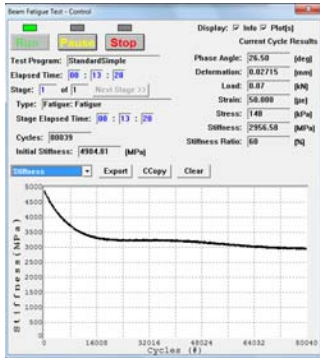 Beam Fatigue Test - Control
Display: Info Plot[s]
Run Pause Stop
Current Cycle Results
Test Program: StandardSimple
Elapsed Time: 00 : 13 : 20
Stage: 1 of 1 Next Stage >>
Type: Fatigue: Fatigue
Stage Elapsed Time: 00 : 13 : 20
Cycles: 80039
Initial Stiffness: 4904.81 [MPa]
Phase Angle: 26.50 [deg]
Deformation: 0.02715 [mm]
Load: 0.07 [kN]
Strain: 50.000 [με]
Stress: 148 [kPa]
Stiffness: 2956.58 [MPa]
Stiffness Ratio: 60 [%]
Stiffness Export CCopy Clear
Stiffness (MPa)
5000
4500
4000
3500
3000
2500
2000
1500
1000
500
0
0 16008 32016 48024 64032 80040
Cycles (#)